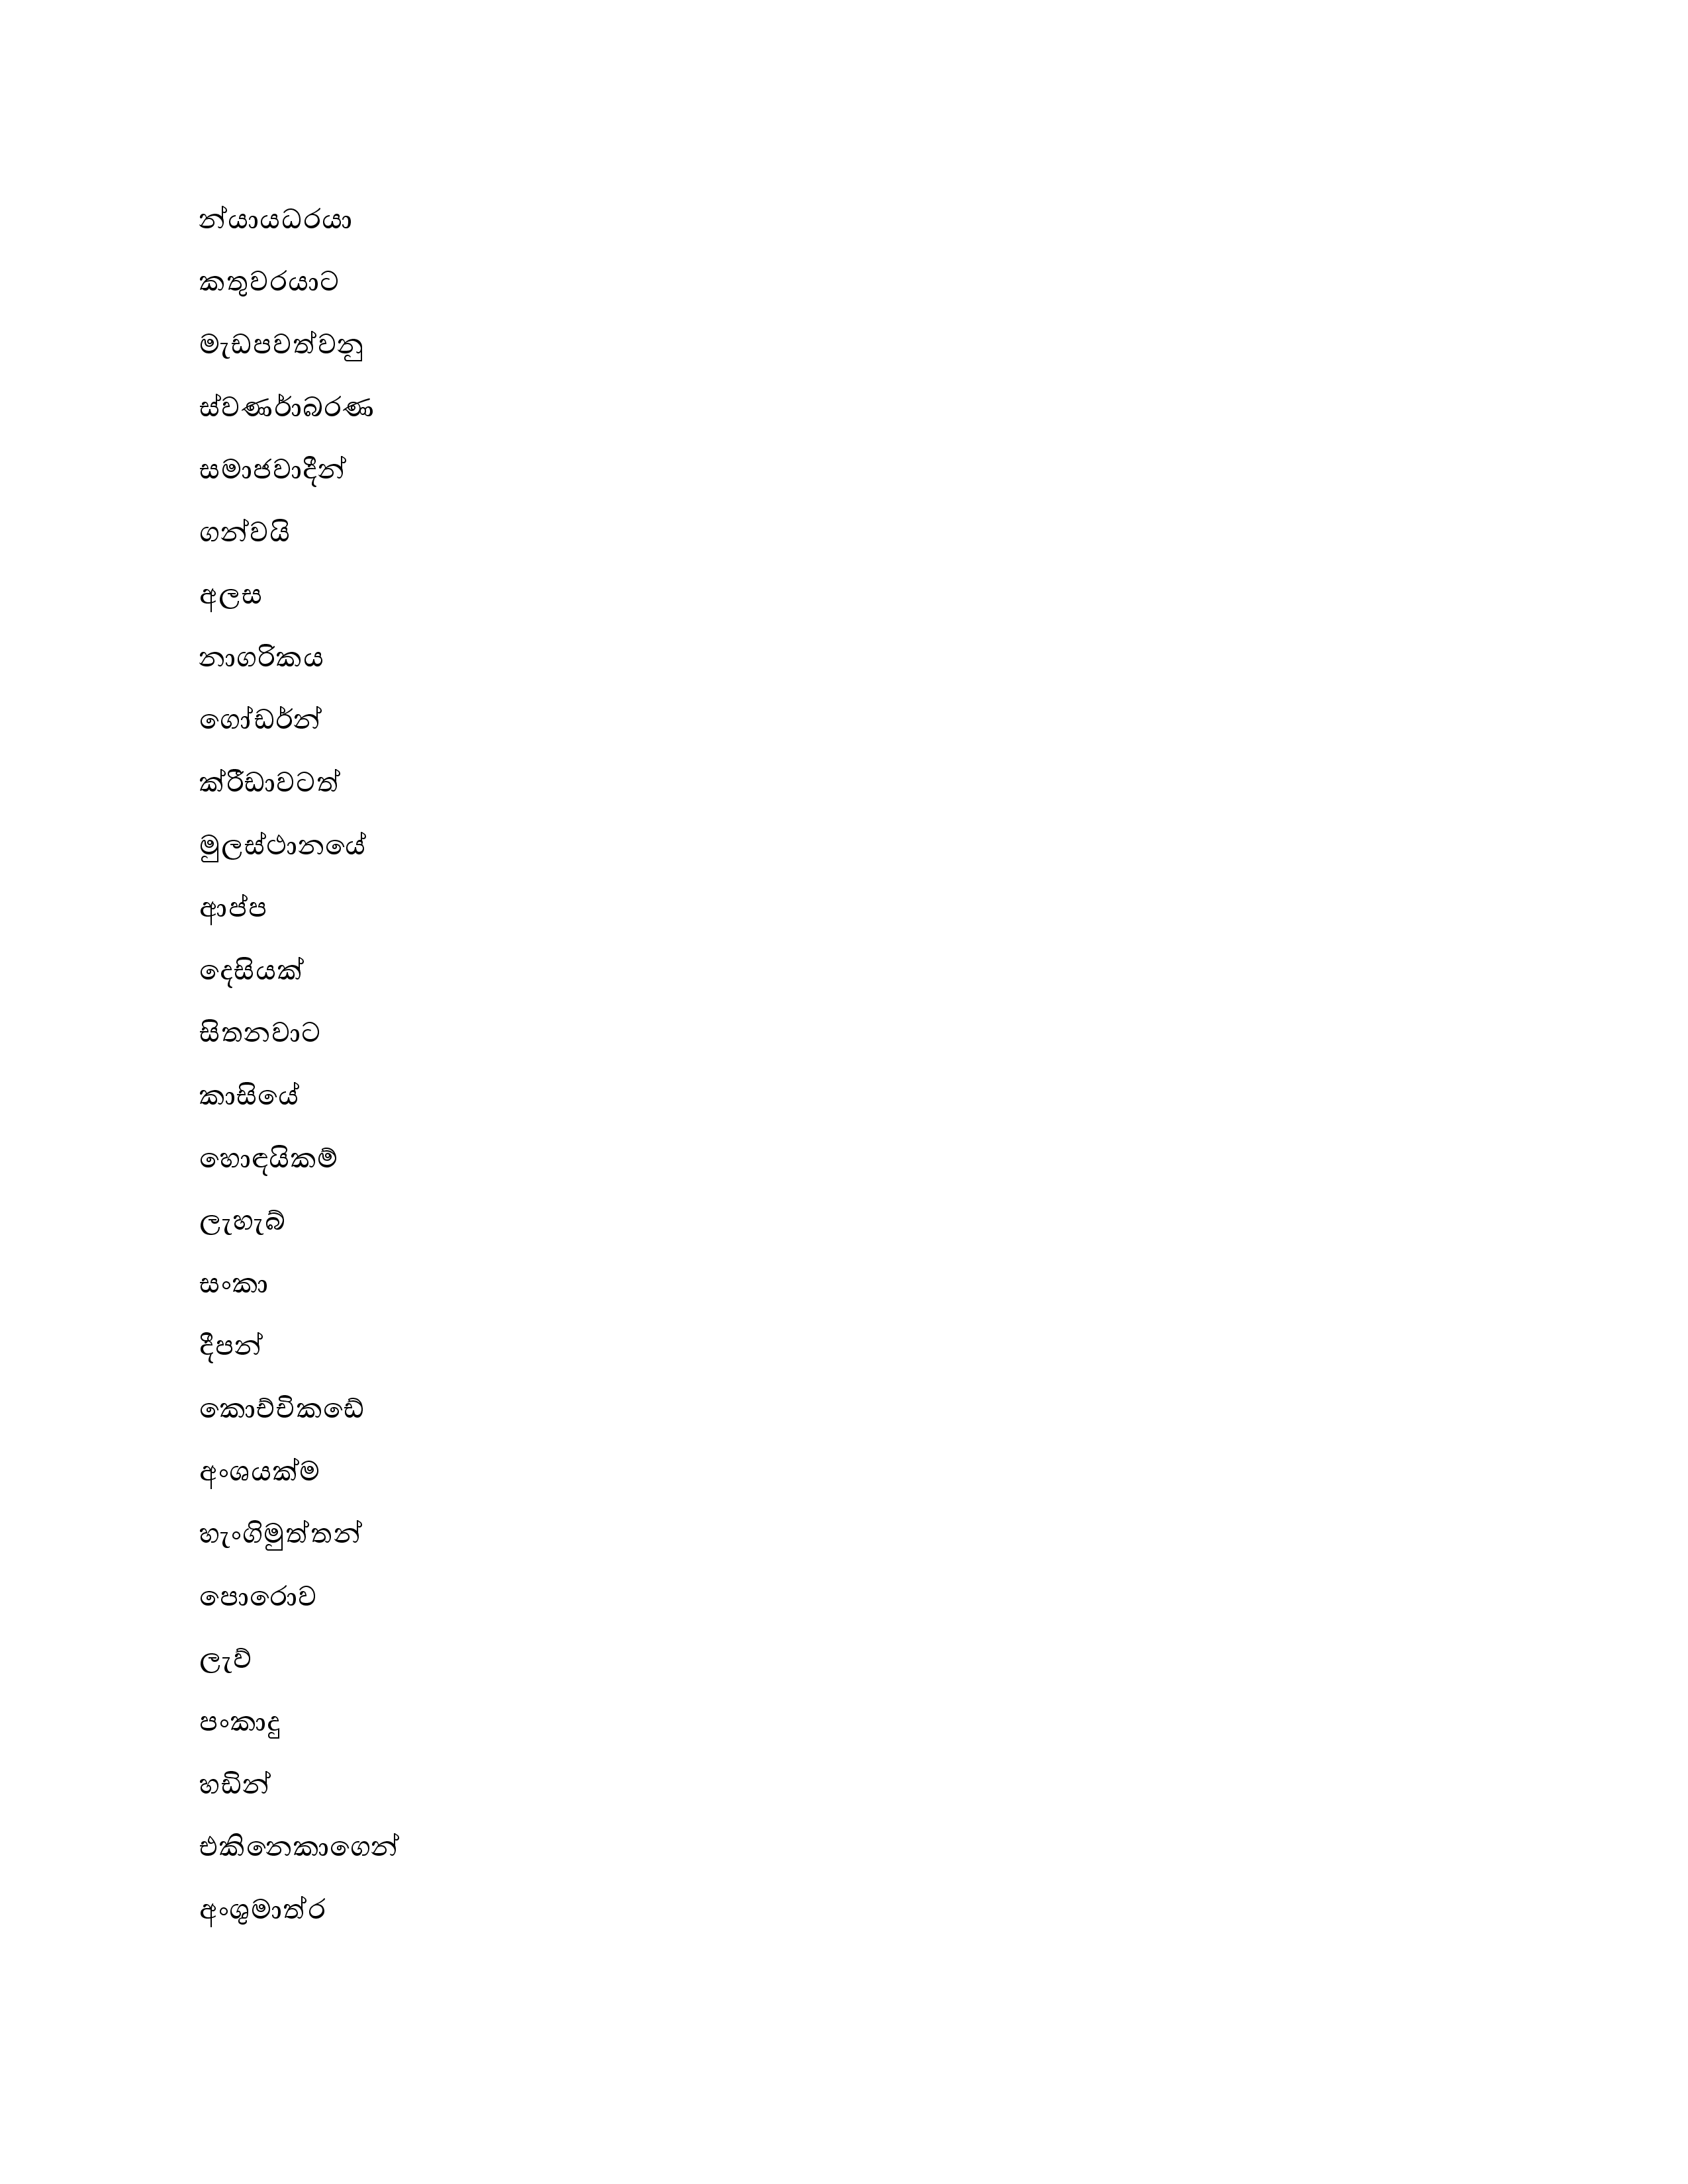 න්යායධරයා
කතුවරයාට
මැඩපවත්වනු
ස්වර්ණාබරණ
සමාජවාදීන්
ගන්වයි
අලස
නාගරිකය
ගෝර්ඩන්
ක්රීඩාවටත්
මුලස්ථානයේ
ආප්ප
දෙසියක්
සිතනවාට
කාසියේ
හොඳයිකම්
ලැහැබ්
සංකා
දීපන්
කොච්චිකඩේ
අංශයක්ම
හැංගිමුත්තන්
පොරොව
ලැව්
පංකාදු
හඩින්
එකිනෙකාගෙන්
අංශුමාත්ර